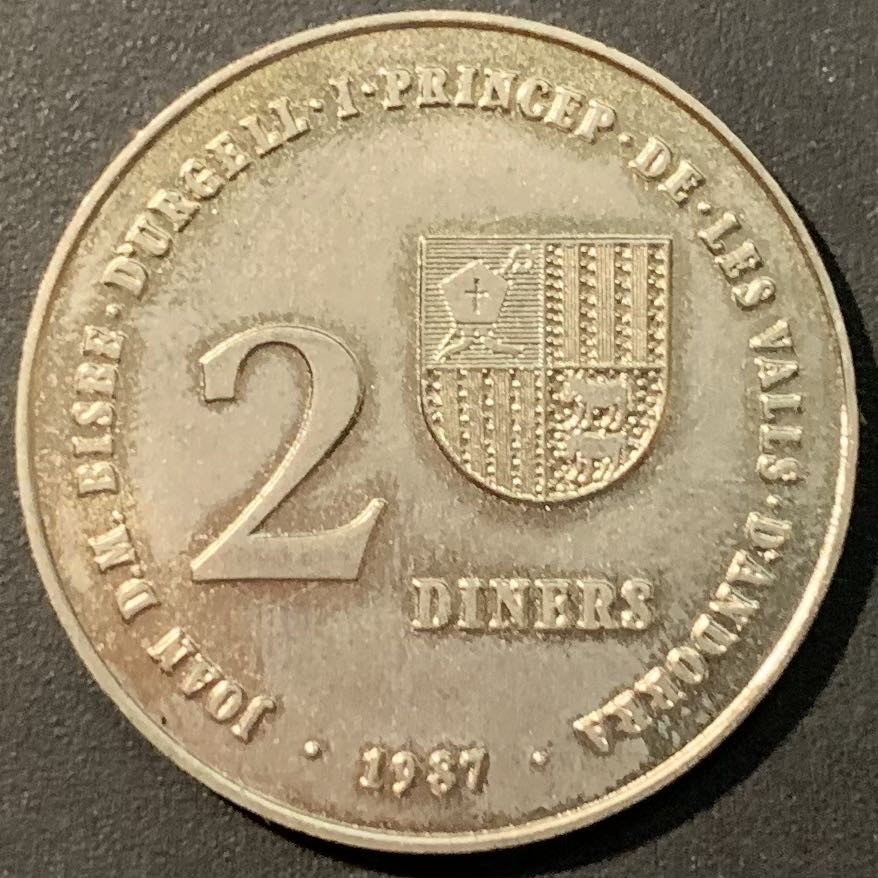 JOAN D.M. BISBE · D'URGELL · I · PRINCEP · DE · LES VALLS · D'ANDORRA
2
DINERS
· 1987 ·